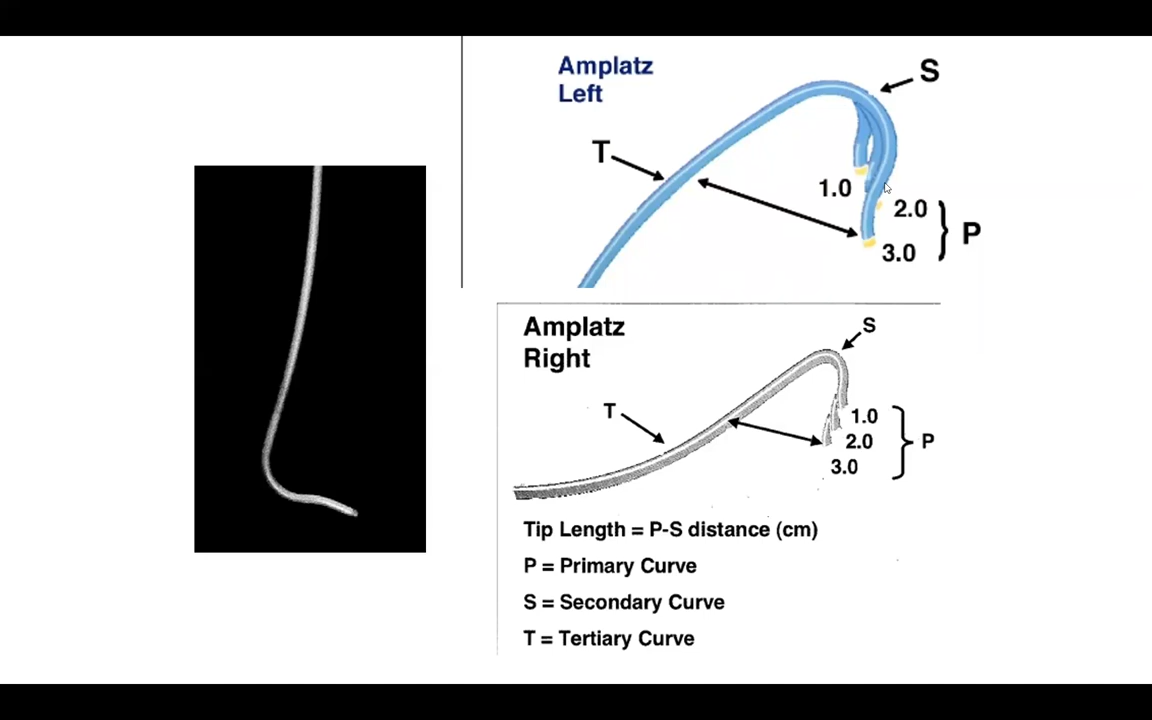 Amplatz
Left
S
T
1.0
2.0
P
3.0
Amplatz
Right
S
T
1.0
2.0
P
3.0
Tip Length = P-S distance (cm)
P = Primary Curve
S = Secondary Curve
T = Tertiary Curve